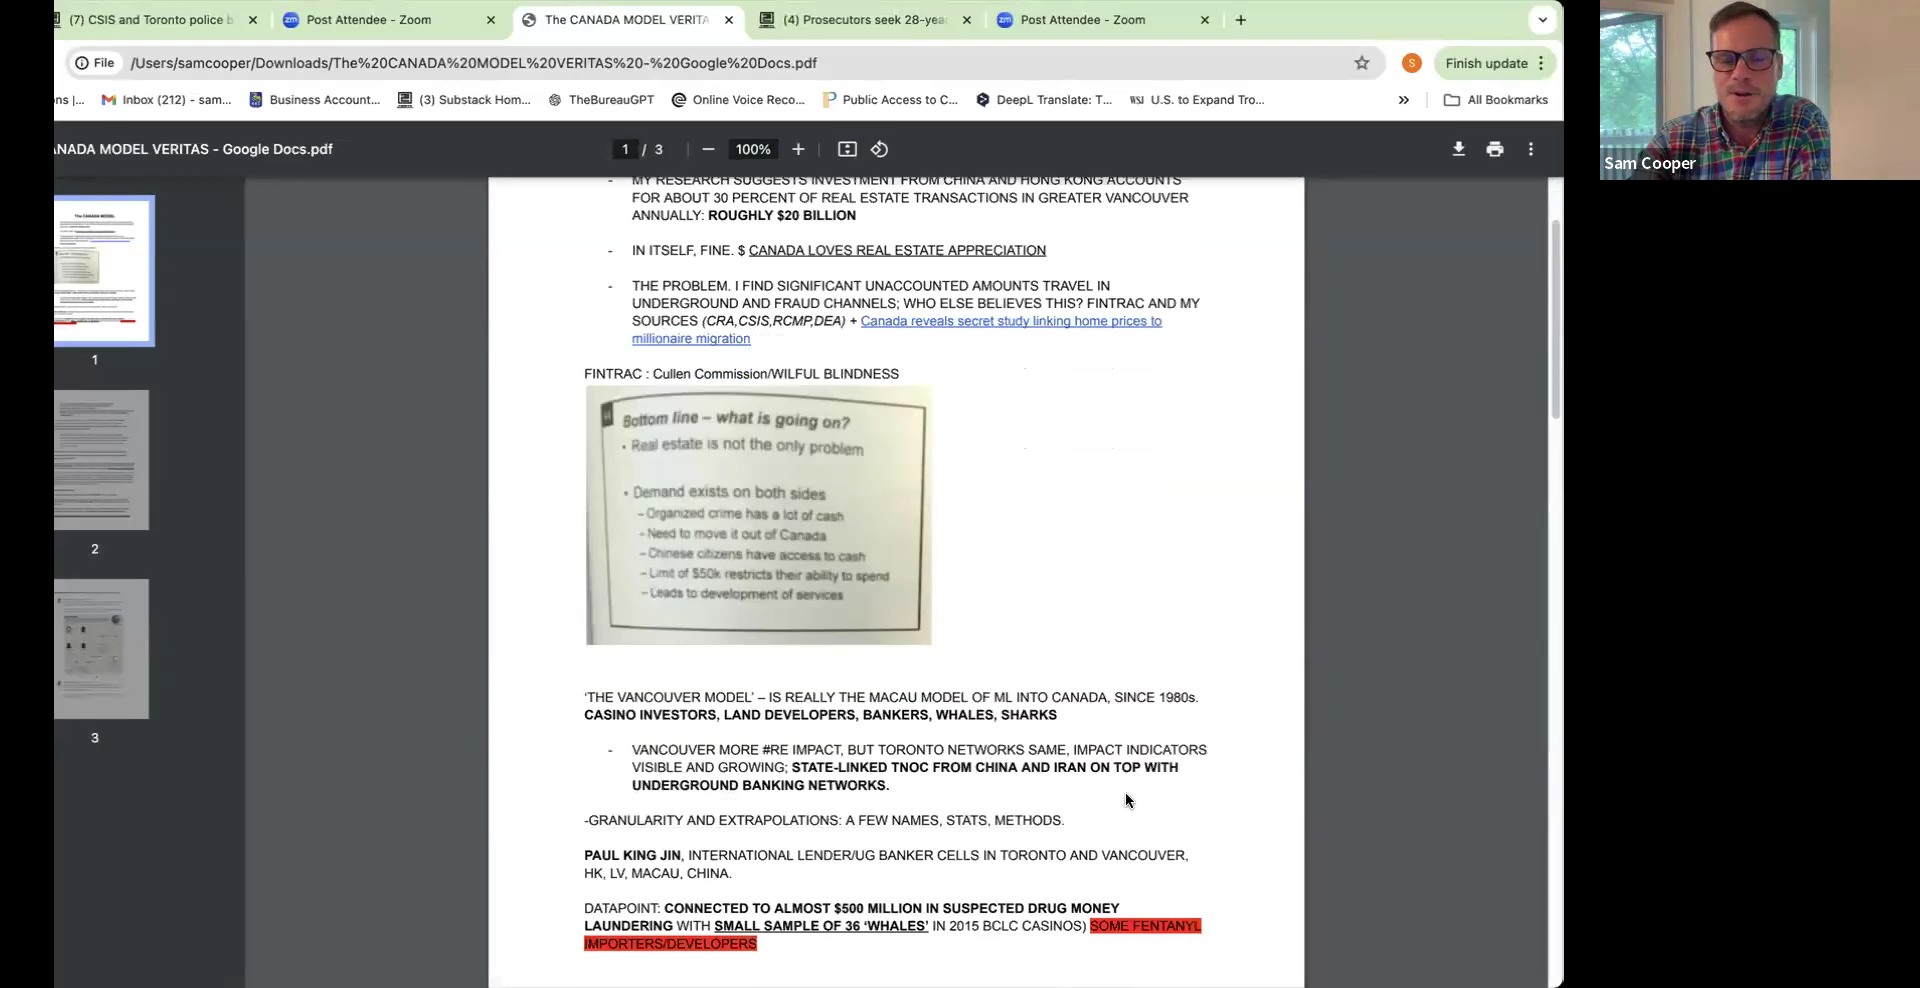 (7) CSIS and Toronto police b
Post Attendee - Zoom
The CANADA MODEL VERITA
(4) Prosecutors seek 28-yea
Post Attendee - Zoom
File
/Users/samcooper/Downloads/The%20CANADA%20MODEL%20VERITAS%20-%20Google%20Docs.pdf
S
Finish update
ns |...
Inbox (212) - sam...
Business Account...
(3) Substack Hom...
TheBureauGPT
Online Voice Reco...
Public Access to C...
DeepL Translate: T...
WSJ
U.S. to Expand Tro...
All Bookmarks
ANADA MODEL VERITAS - Google Docs.pdf
1 / 3
100%
Sam Cooper
1
2
3
- MY RESEARCH SUGGESTS INVESTMENT FROM CHINA AND HONG KONG ACCOUNTS
FOR ABOUT 30 PERCENT OF REAL ESTATE TRANSACTIONS IN GREATER VANCOUVER
ANNUALLY: ROUGHLY $20 BILLION
- IN ITSELF, FINE. $ CANADA LOVES REAL ESTATE APPRECIATION
- THE PROBLEM. I FIND SIGNIFICANT UNACCOUNTED AMOUNTS TRAVEL IN
UNDERGROUND AND FRAUD CHANNELS; WHO ELSE BELIEVES THIS? FINTRAC AND MY
SOURCES (CRA,CSIS,RCMP,DEA) + Canada reveals secret study linking home prices to
millionaire migration
FINTRAC : Cullen Commission/WILFUL BLINDNESS
Bottom line – what is going on?
• Real estate is not the only problem
• Demand exists on both sides
– Organized crime has a lot of cash
– Need to move it out of Canada
– Chinese citizens have access to cash
– Limit of $50k restricts their ability to spend
– Leads to development of services
‘THE VANCOUVER MODEL’ – IS REALLY THE MACAU MODEL OF ML INTO CANADA, SINCE 1980s.
CASINO INVESTORS, LAND DEVELOPERS, BANKERS, WHALES, SHARKS
- VANCOUVER MORE #RE IMPACT, BUT TORONTO NETWORKS SAME, IMPACT INDICATORS
VISIBLE AND GROWING; STATE-LINKED TNOC FROM CHINA AND IRAN ON TOP WITH
UNDERGROUND BANKING NETWORKS.
-GRANULARITY AND EXTRAPOLATIONS: A FEW NAMES, STATS, METHODS.
PAUL KING JIN, INTERNATIONAL LENDER/UG BANKER CELLS IN TORONTO AND VANCOUVER,
HK, LV, MACAU, CHINA.
DATAPOINT: CONNECTED TO ALMOST $500 MILLION IN SUSPECTED DRUG MONEY
LAUNDERING WITH SMALL SAMPLE OF 36 ‘WHALES’ IN 2015 BCLC CASINOS) SOME FENTANYL
IMPORTERS/DEVELOPERS